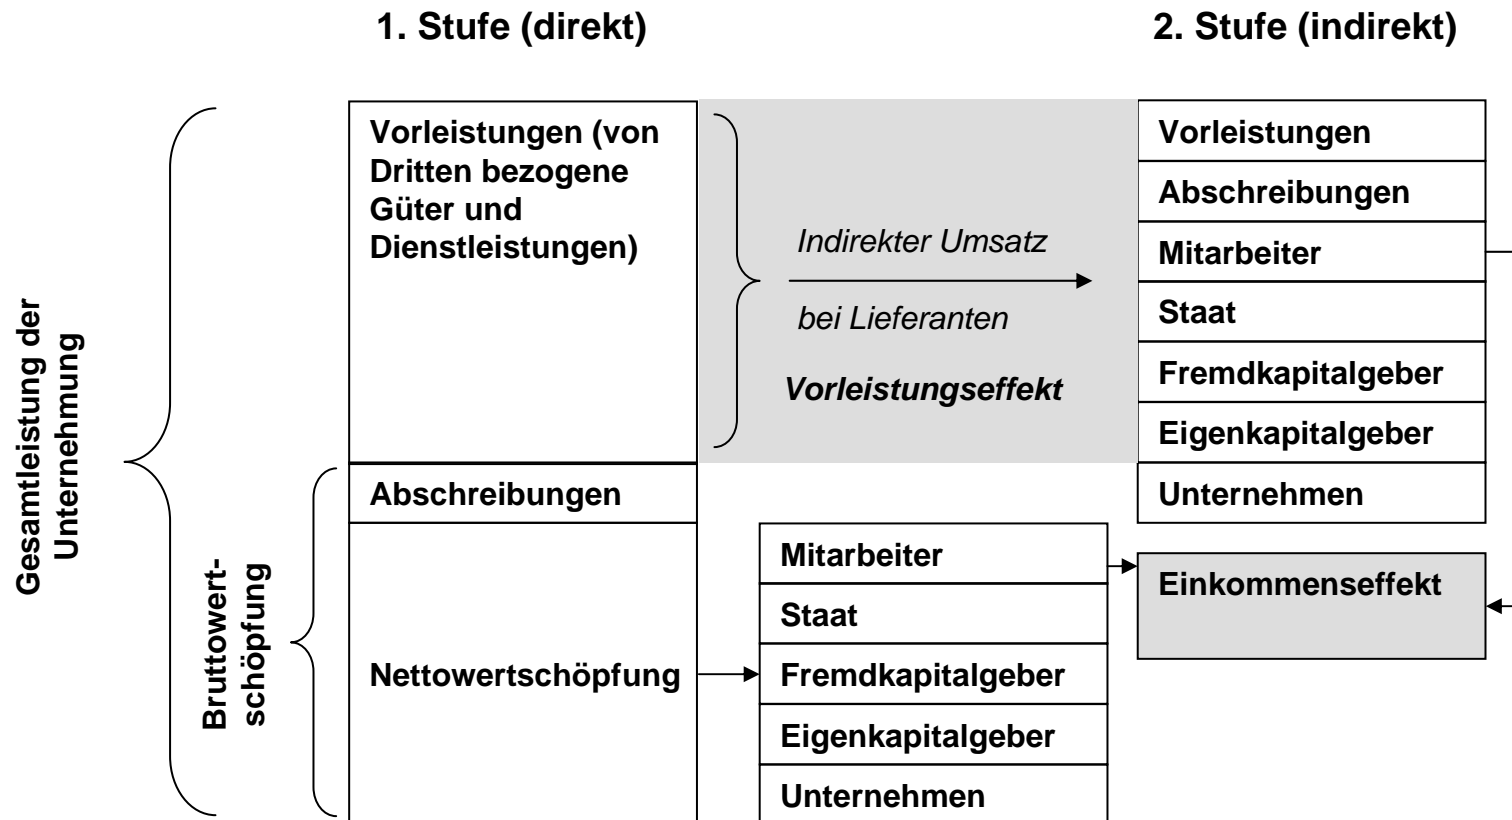 1. Stufe (direkt)
2. Stufe (indirekt)
Gesamtleistung der
Unternehmung
Bruttowert-
schöpfung
Vorleistungen (von
Dritten bezogene
Güter und
Dienstleistungen)
Abschreibungen
Nettowertschöpfung
Indirekter Umsatz
bei Lieferanten
Vorleistungseffekt
Mitarbeiter
Staat
Fremdkapitalgeber
Eigenkapitalgeber
Unternehmen
Vorleistungen
Abschreibungen
Mitarbeiter
Staat
Fremdkapitalgeber
Eigenkapitalgeber
Unternehmen
Einkommenseffekt